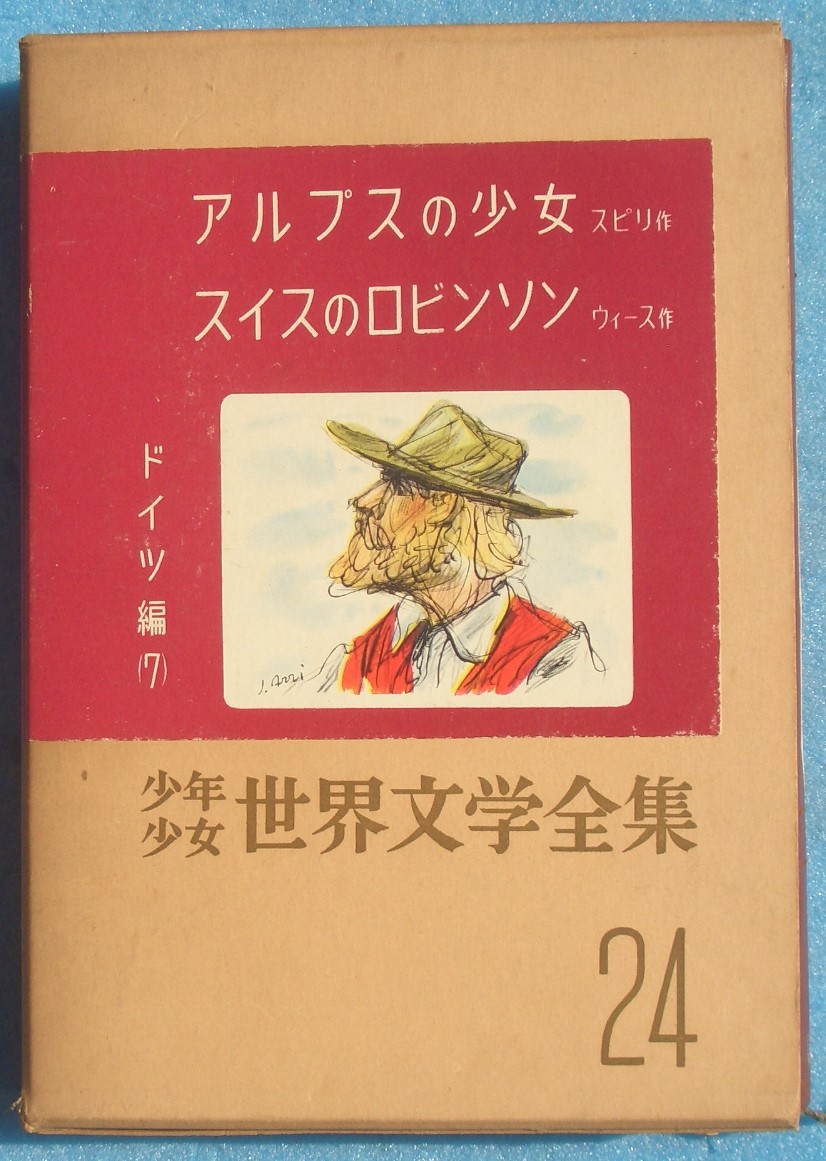 アルプスの少女 スピリ作
スイスのロビンソン ウィース作
ドイツ編(7)
J. Arri
少年少女 世界文学全集
24